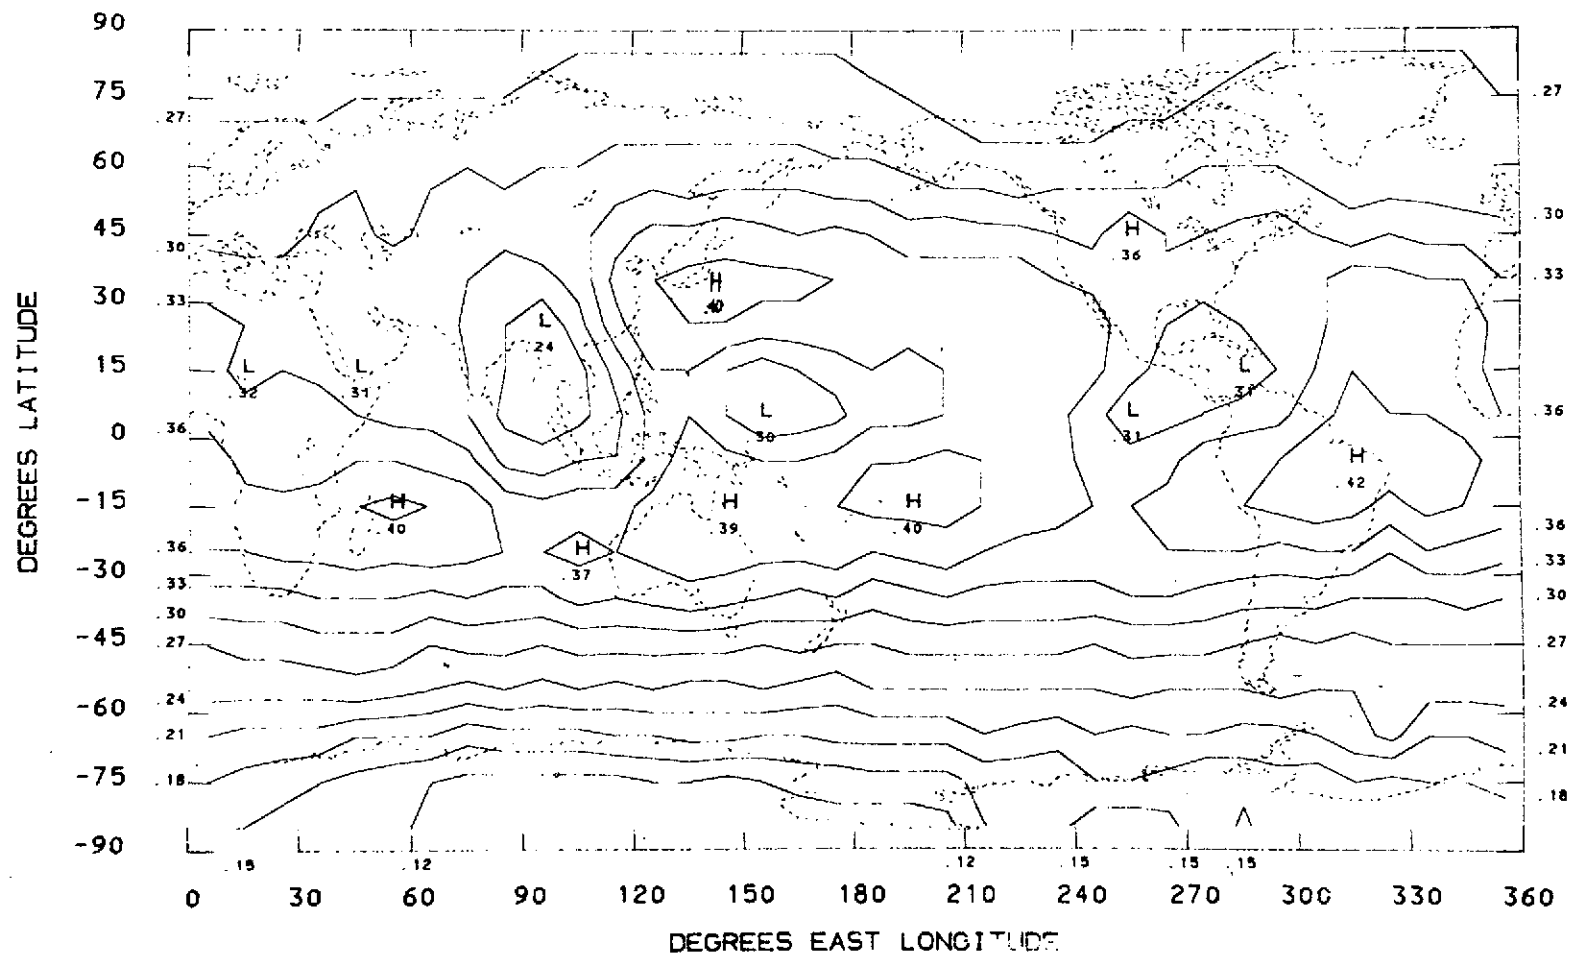 90
75
.27 .27
60
45 .30
.30 H
.36
.33
30 .33 H
.40
L
.24
15 L L L
.32 .31 .31
L L .36
0 .36 .30 .31
H
.42
-15 H H H
.40 .39 .40
.36 H .36
.37
-30 .33 .33
.30 .30
-45 .27 .27
-60 .24 .24
.21 .21
-75 .18 .18
-90
.15 .12 .12 .15 .15 .15
0 30 60 90 120 150 180 210 240 270 300 330 360
DEGREES EAST LONGITUDE
DEGREES LATITUDE